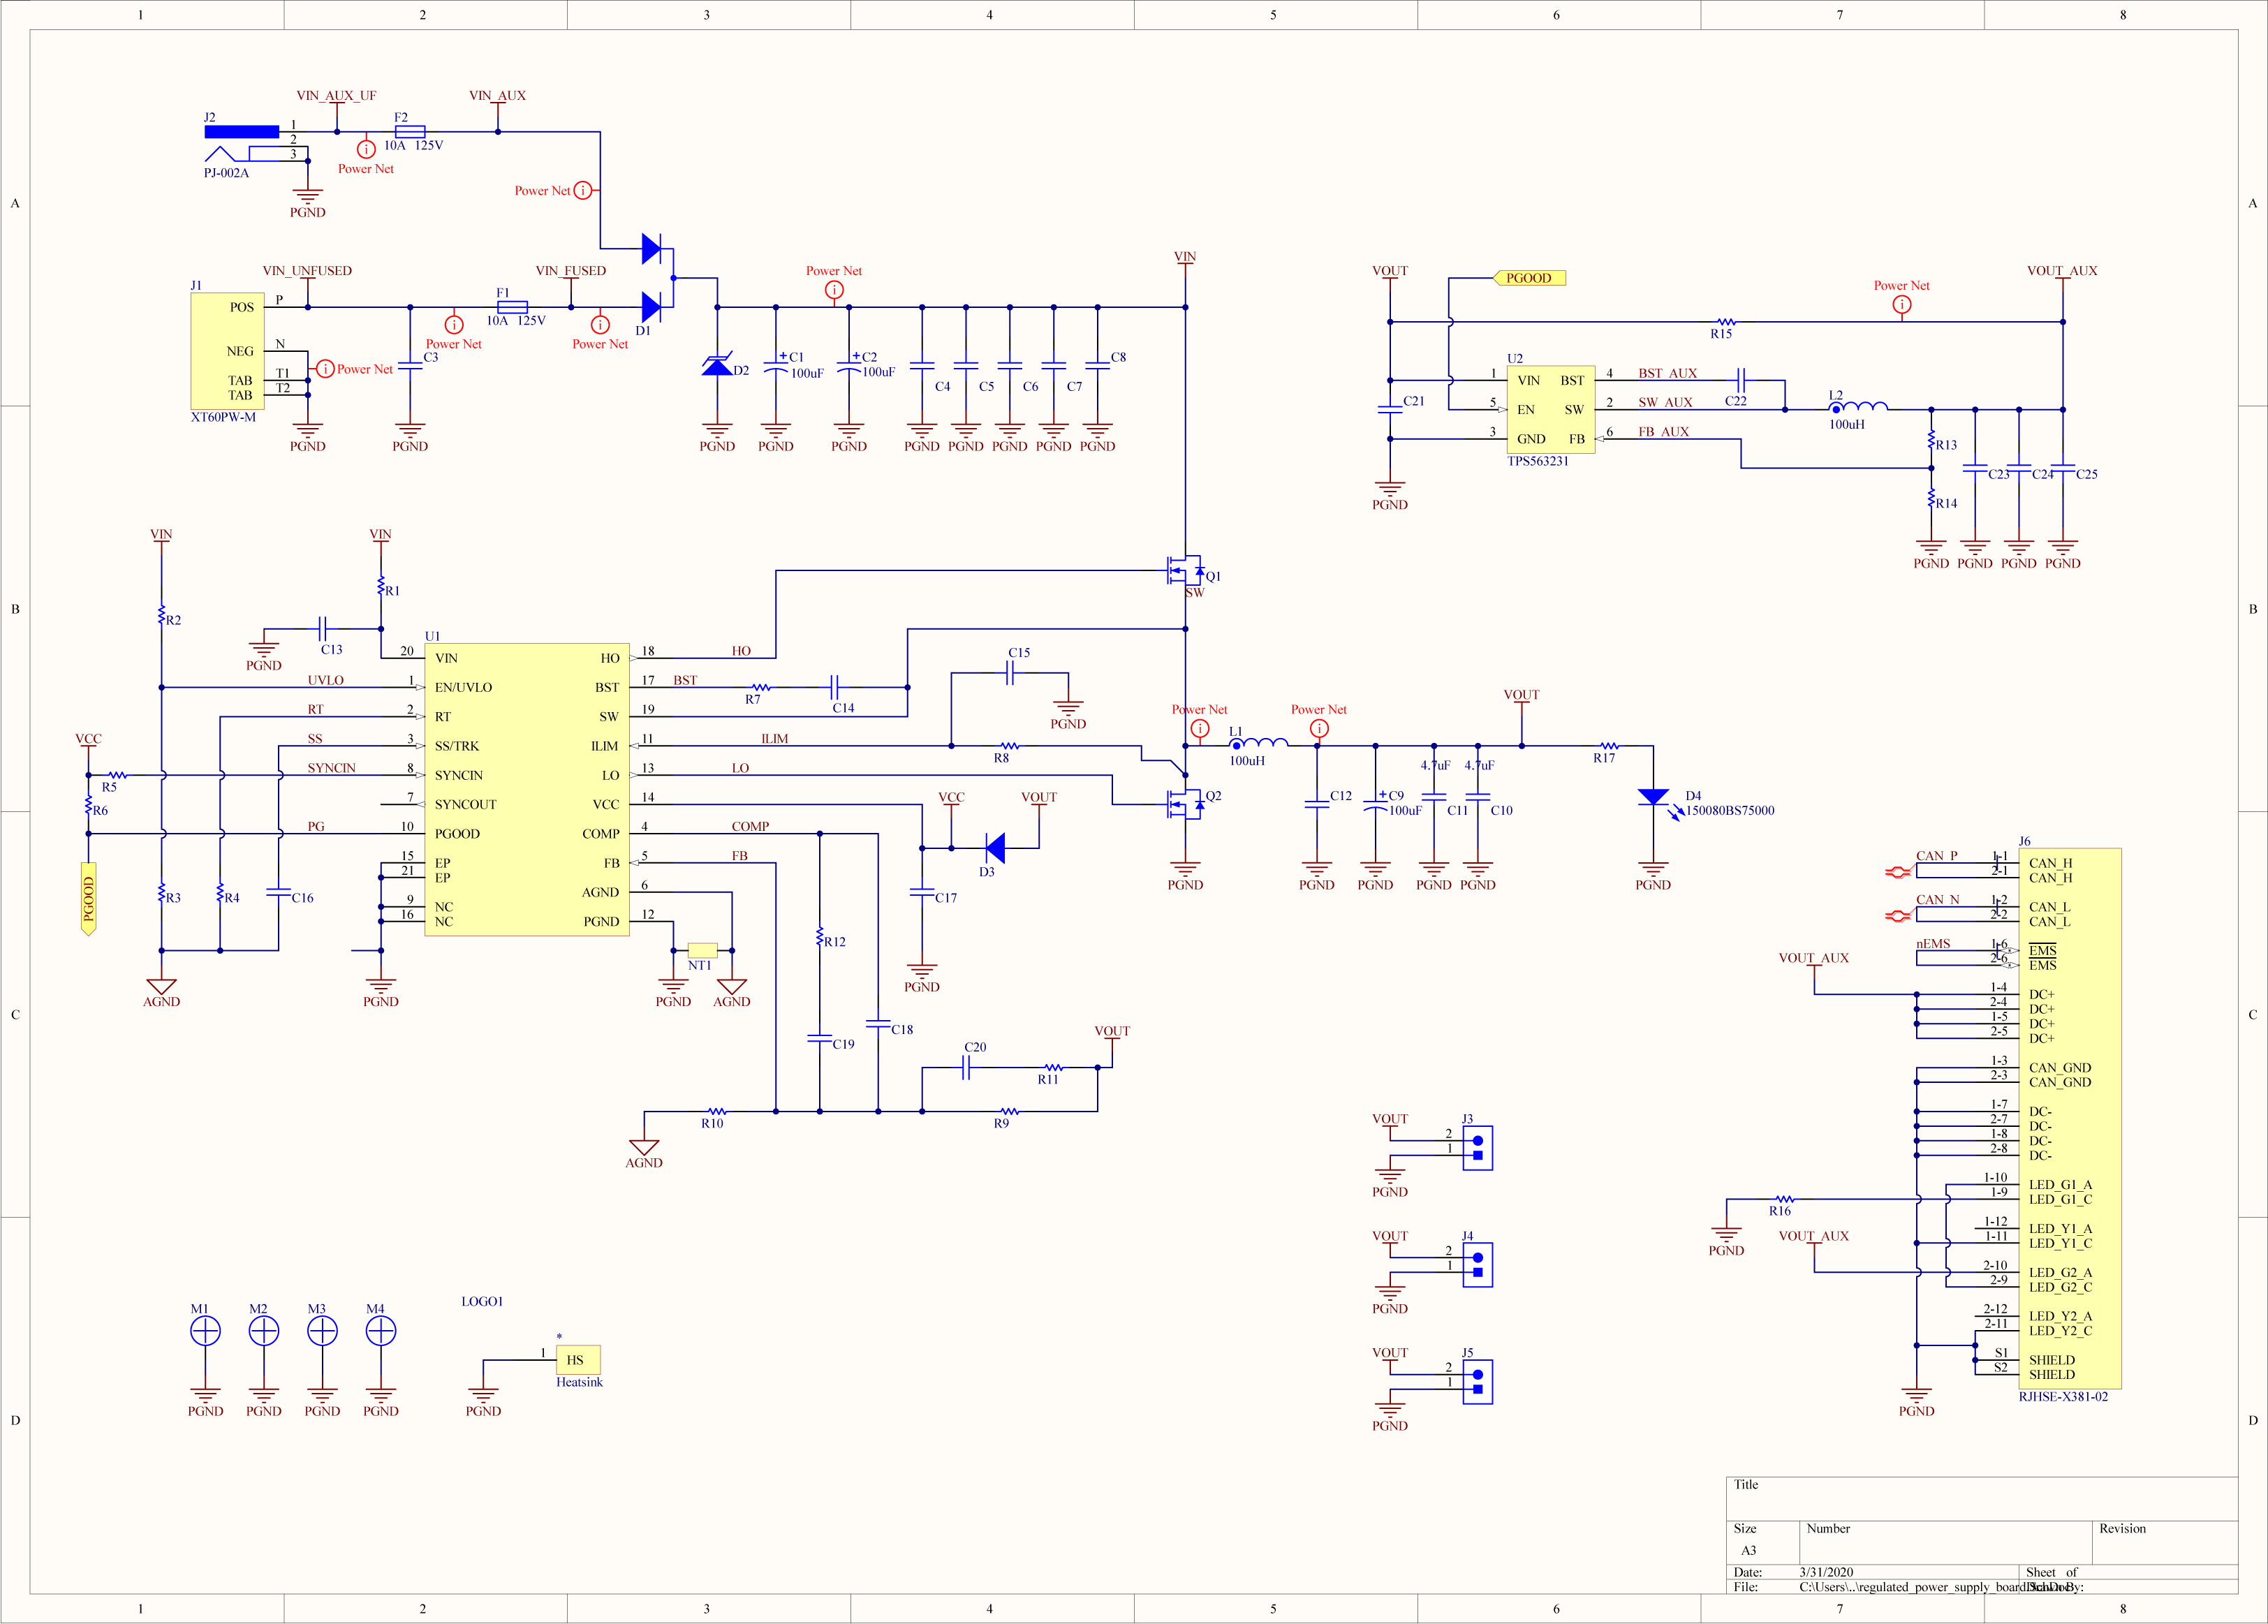 1 2 3 4 5 6 7 8
A A
B B
C C
D D
VIN_AUX_UF
VIN_AUX
J2
1
2
3
PJ-002A
F2
10A 125V
Power Net
Power Net
PGND
VIN_UNFUSED
VIN_FUSED
J1
POS P
NEG N
TAB T1
TAB T2
XT60PW-M
Power Net
F1
10A 125V
Power Net
Power Net
D1
C3
PGND
PGND
Power Net
VIN
D2
C1
100uF
C2
100uF
C4
C5
C6
C7
C8
PGND PGND PGND PGND PGND PGND PGND PGND
VOUT
PGOOD
Power Net
VOUT_AUX
R15
U2
1 VIN BST 4 BST_AUX
5 EN SW 2 SW_AUX
3 GND FB 6 FB_AUX
TPS563231
C21
C22
L2
100uH
R13
R14
C23
C24
C25
PGND
PGND PGND PGND PGND
VIN
VIN
R1
R2
C13
PGND
U1
20 VIN
UVLO 1 EN/UVLO
RT 2 RT
SS 3 SS/TRK
SYNCIN 8 SYNCIN
7 SYNCOUT
PG 10 PGOOD
15 EP
21 EP
9 NC
16 NC
HO 18 HO
BST 17 BST
SW 19
ILIM 11 ILIM
LO 13 LO
VCC 14
COMP 4 COMP
FB 5 FB
AGND 6
PGND 12
VCC
R5
R6
PGOOD
R3
R4
C16
AGND
PGND
NT1
PGND
AGND
R7
C14
C15
PGND
R8
Q1
SW
Q2
PGND
Power Net
Power Net
L1
100uH
VOUT
R17
C12
C9
100uF
4.7uF
C11
4.7uF
C10
D4
150080BS75000
PGND PGND PGND PGND PGND
VCC
VOUT
D3
C17
PGND
R12
C19
C18
C20
R11
VOUT
R10
R9
AGND
J3
VOUT
2
1
PGND
J4
VOUT
2
1
PGND
J5
VOUT
2
1
PGND
J6
CAN_P 1-1 CAN_H
2-1 CAN_H
CAN_N 1-2 CAN_L
2-2 CAN_L
nEMS 1-6 EMS
2-6 EMS
VOUT_AUX
1-4 DC+
2-4 DC+
1-5 DC+
2-5 DC+
1-3 CAN_GND
2-3 CAN_GND
1-7 DC-
2-7 DC-
1-8 DC-
2-8 DC-
1-10 LED_G1_A
1-9 LED_G1_C
R16
PGND
1-12 LED_Y1_A
1-11 LED_Y1_C
VOUT_AUX
2-10 LED_G2_A
2-9 LED_G2_C
2-12 LED_Y2_A
2-11 LED_Y2_C
S1 SHIELD
S2 SHIELD
RJHSE-X381-02
PGND
M1 M2 M3 M4
PGND PGND PGND PGND
LOGO1
*
1 HS
Heatsink
PGND
Title
Size Number Revision
A3
Date: 3/31/2020 Sheet of
File: C:\Users\..\regulated_power_supply_board.SchDoc Drawn By:
1 2 3 4 5 6 7 8